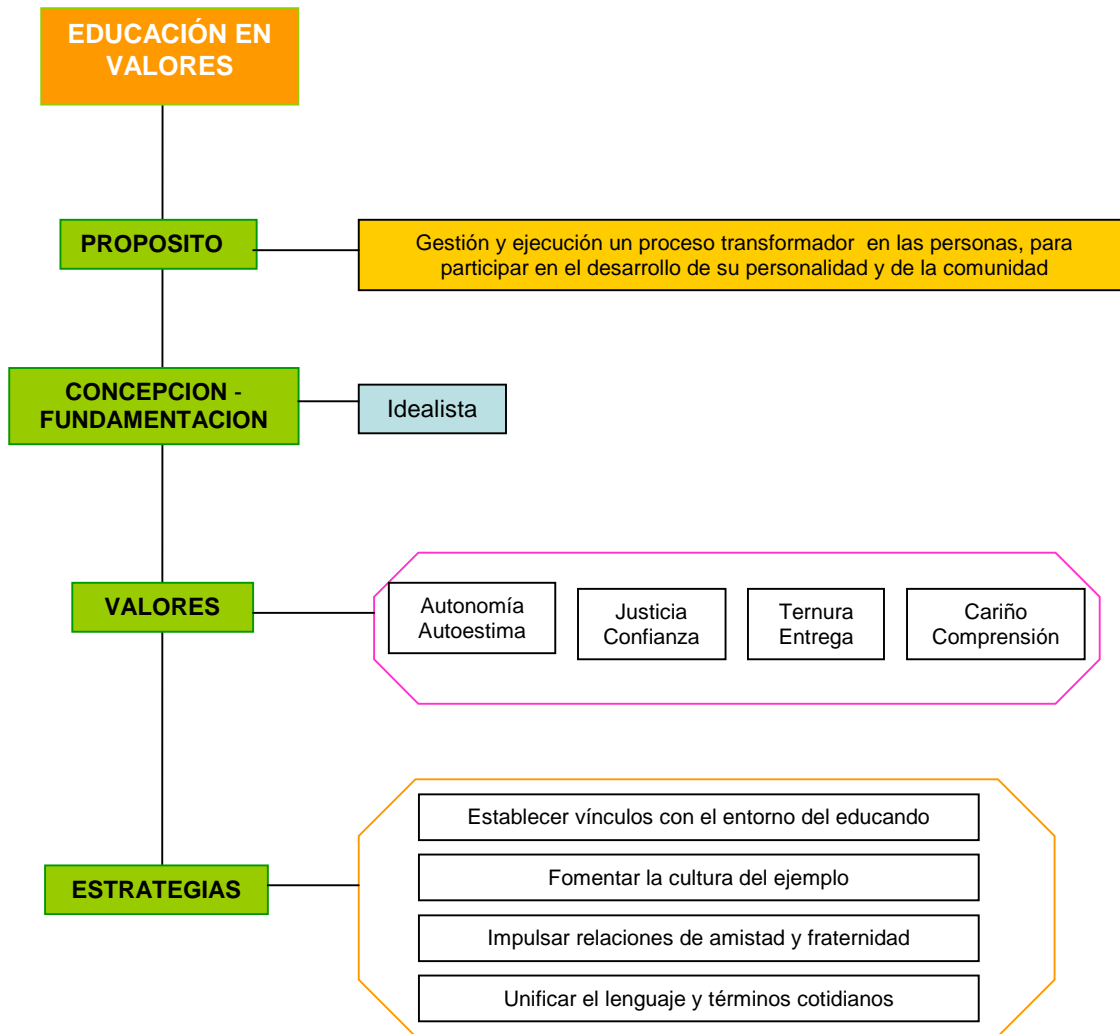 EDUCACIÓN EN
VALORES
PROPOSITO
Gestión y ejecución un proceso transformador en las personas, para
participar en el desarrollo de su personalidad y de la comunidad
CONCEPCION -
FUNDAMENTACION
Idealista
VALORES
Autonomía
Autoestima
Justicia
Confianza
Ternura
Entrega
Cariño
Comprensión
ESTRATEGIAS
Establecer vínculos con el entorno del educando
Fomentar la cultura del ejemplo
Impulsar relaciones de amistad y fraternidad
Unificar el lenguaje y términos cotidianos